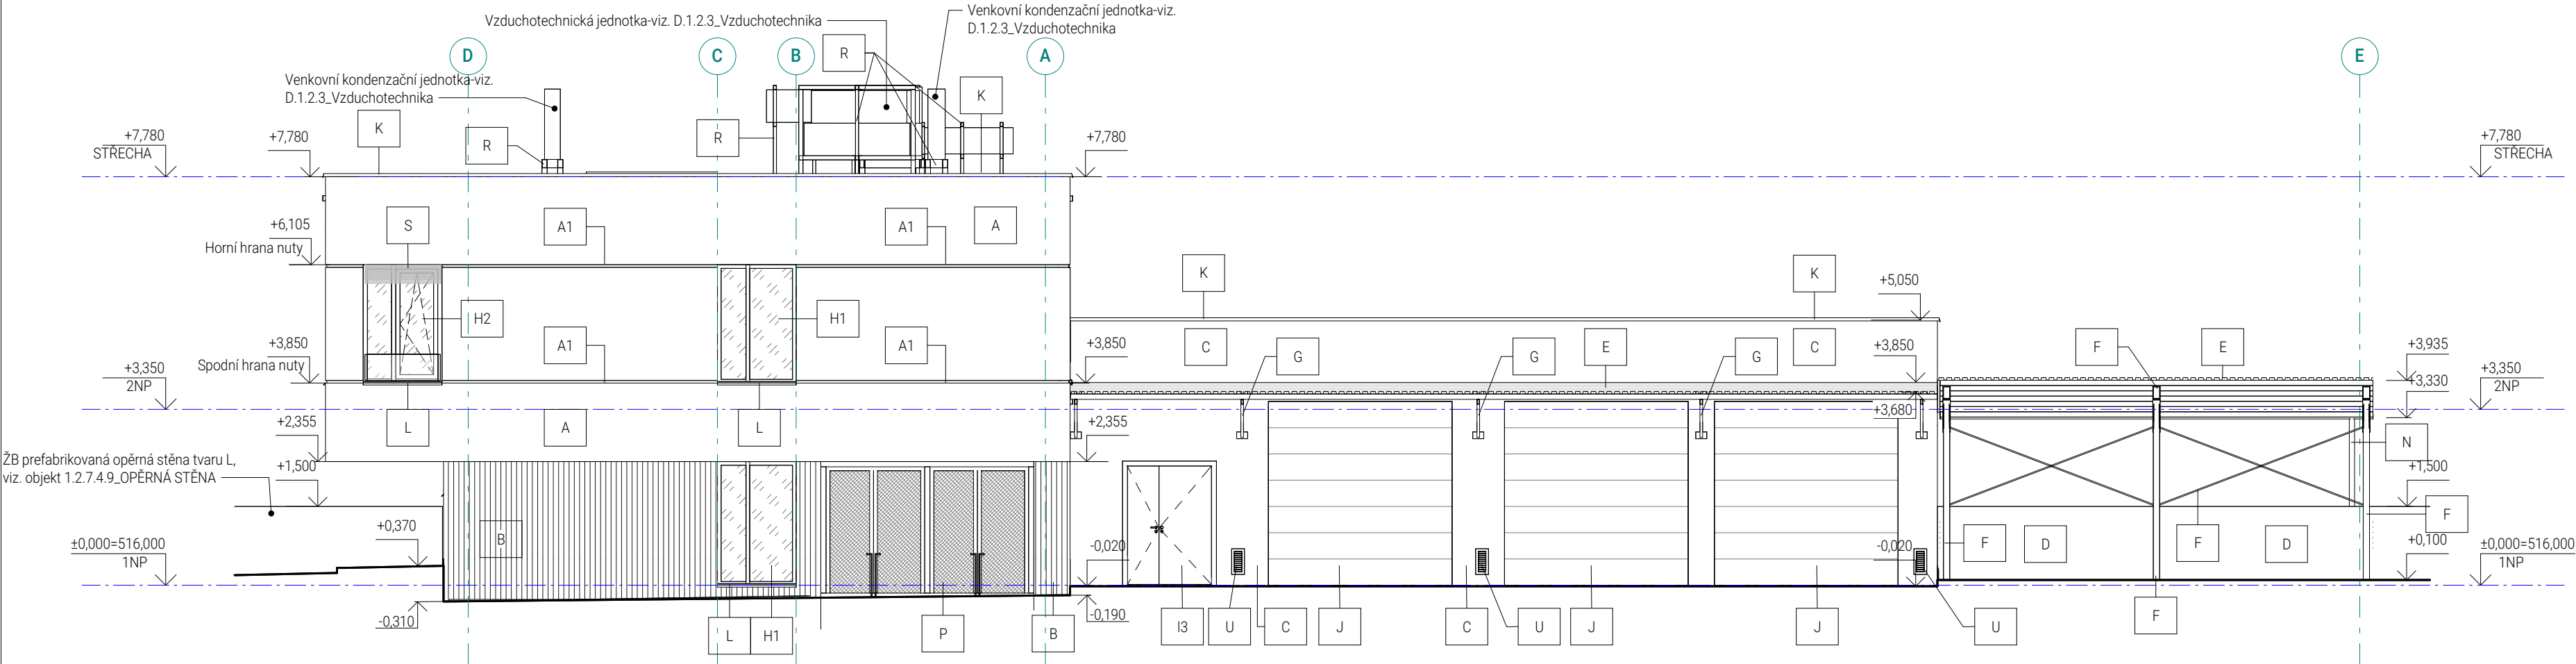 Vzduchotechnická jednotka-viz. D.1.2.3_Vzduchotechnika
Venkovní kondenzační jednotka-viz.
D.1.2.3_Vzduchotechnika
D
C
B
A
E
R
Venkovní kondenzační jednotka-viz.
D.1.2.3_Vzduchotechnika
K
K
R
R
+7,780
STŘECHA
+7,780
+7,780
+7,780
STŘECHA
+6,105
Horní hrana nuty
S
A1
A1
A
K
K
+5,050
H2
H1
+3,850
Spodní hrana nuty
A1
A1
+3,850
C
G
G
E
G
C
+3,850
F
E
+3,935
+3,350
2NP
+3,330
+3,350
2NP
+3,680
+2,355
L
A
L
+2,355
N
ŽB prefabrikovaná opěrná stěna tvaru L,
viz. objekt 1.2.7.4.9_OPĚRNÁ STĚNA
+1,500
+1,500
+0,370
B
F
±0,000=516,000
1NP
-0,020
-0,020
F
D
F
D
+0,100
±0,000=516,000
1NP
-0,310
-0,190
L
H1
P
B
I3
U
C
J
C
U
J
J
U
F